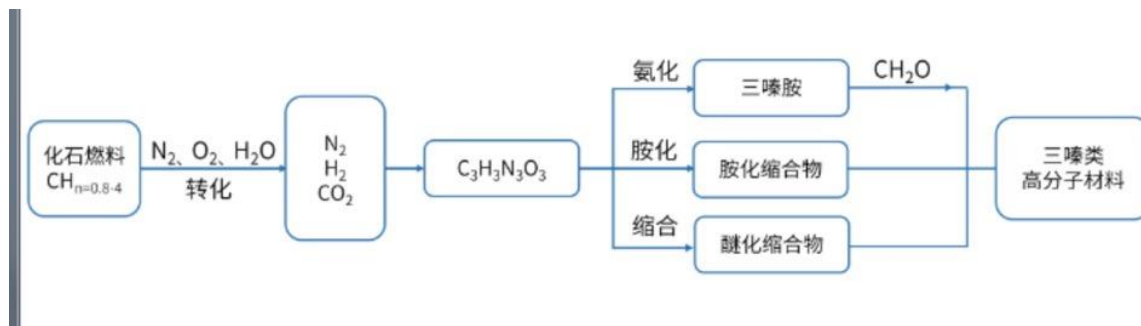 化石燃料
CHn=0.8-4
N2、O2、H2O
转化
N2
H2
CO2
C3H3N3O3
氨化
三嗪胺
CH2O
胺化
胺化缩合物
缩合
醚化缩合物
三嗪类
高分子材料